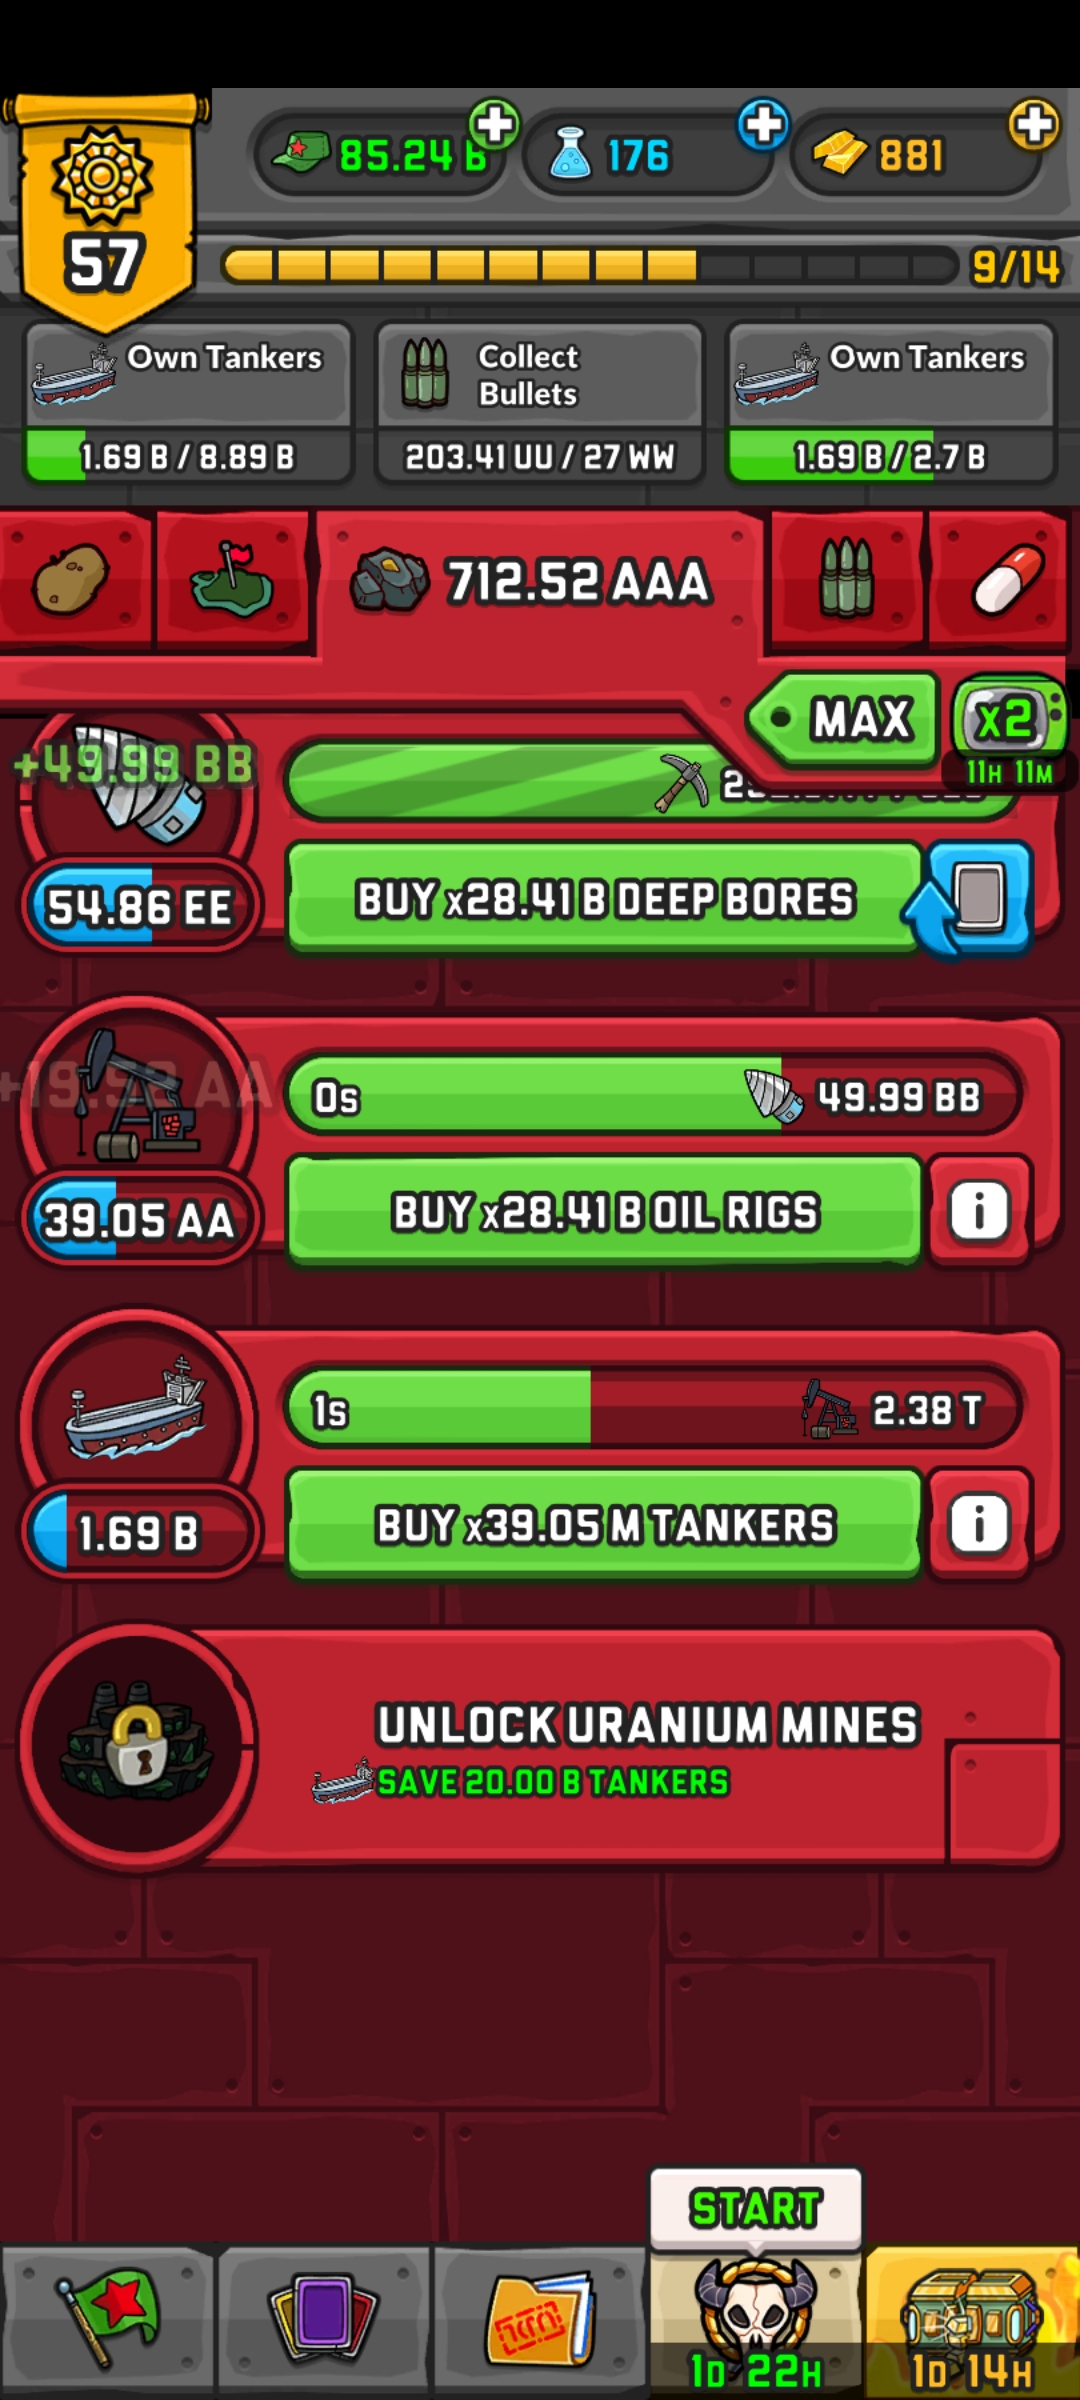 57
85.24 B
176
881
9/14
Own Tankers
1.69 B / 8.89 B
Collect
Bullets
203.41 UU / 27 WW
Own Tankers
1.69 B / 2.7 B
712.52 AAA
MAX
x2
11H 11M
+49.99 BB
54.86 EE
BUY x28.41 B DEEP BORES
0s
49.99 BB
39.05 AA
BUY x28.41 B OIL RIGS
i
1s
2.38 T
1.69 B
BUY x39.05 M TANKERS
i
UNLOCK URANIUM MINES
SAVE 20.00 B TANKERS
START
1D 22H
1D 14H